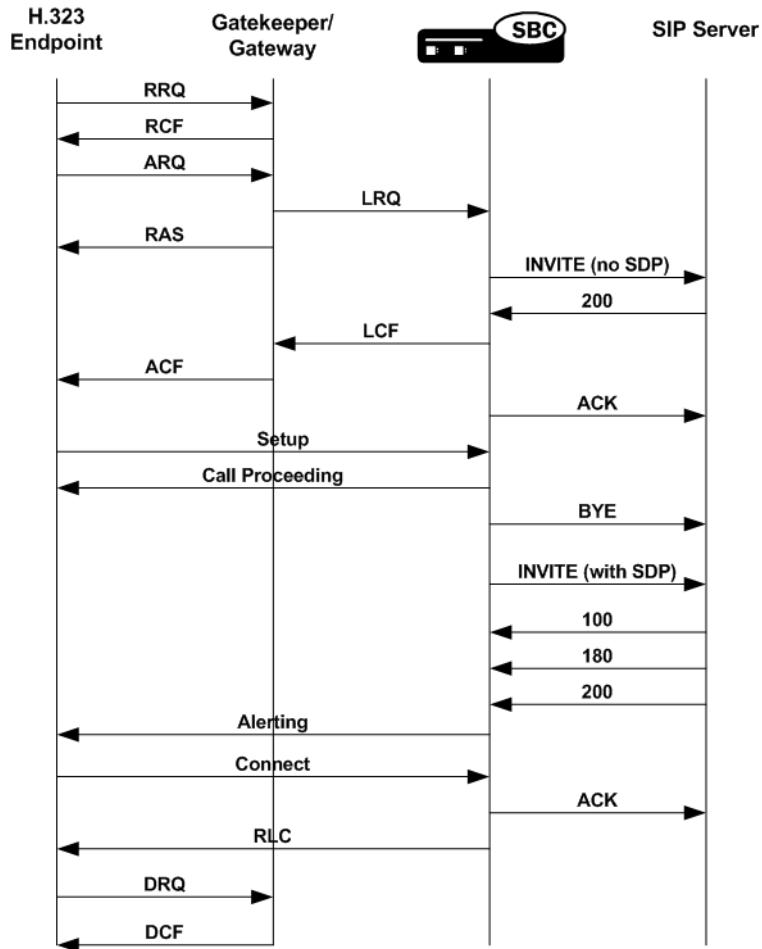 H.323
Endpoint
Gatekeeper/
Gateway
SBC
SIP Server
RRQ
RCF
ARQ
LRQ
RAS
INVITE (no SDP)
200
LCF
ACF
ACK
Setup
Call Proceeding
BYE
INVITE (with SDP)
100
180
200
Alerting
Connect
ACK
RLC
DRQ
DCF